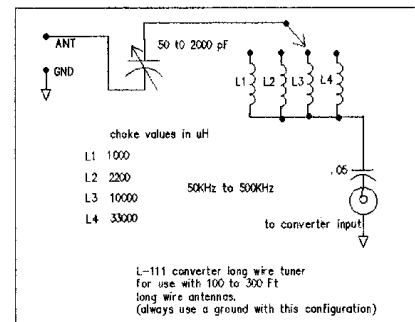 ANT
50 to 2000 pF
GND
L1 L2 L3 L4
choke values in uH
L1 1000
L2 2200
L3 10000
L4 33000
50KHz to 500KHz
.05
to converter input
L-111 converter long wire tuner
for use with 100 to 300 Ft
long wire antennas.
(always use a ground with this configuration)